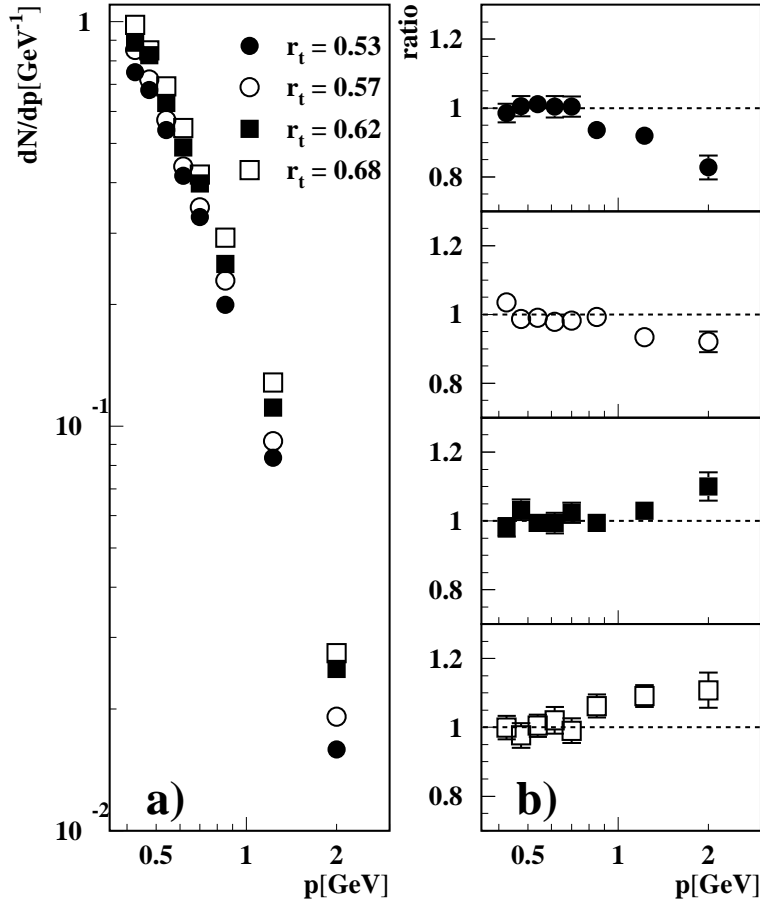 dN/dp[GeV⁻¹]
1
10⁻¹
10⁻²
r_t = 0.53
r_t = 0.57
r_t = 0.62
r_t = 0.68
a)
0.5 1 2
p[GeV]
ratio
1.2
1
0.8
1.2
1
0.8
1.2
1
0.8
1.2
1
0.8
b)
0.5 1 2
p[GeV]